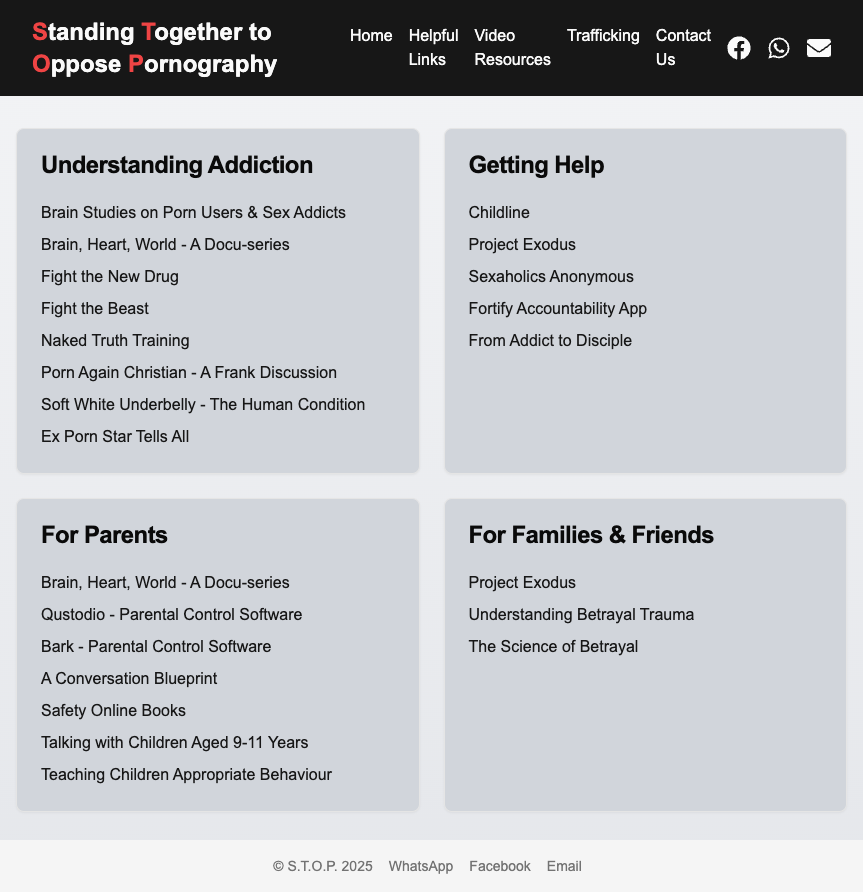 Standing Together to
Oppose Pornography
Home
Helpful
Links
Video
Resources
Trafficking
Contact
Us
Understanding Addiction
Brain Studies on Porn Users & Sex Addicts
Brain, Heart, World - A Docu-series
Fight the New Drug
Fight the Beast
Naked Truth Training
Porn Again Christian - A Frank Discussion
Soft White Underbelly - The Human Condition
Ex Porn Star Tells All
Getting Help
Childline
Project Exodus
Sexaholics Anonymous
Fortify Accountability App
From Addict to Disciple
For Parents
Brain, Heart, World - A Docu-series
Qustodio - Parental Control Software
Bark - Parental Control Software
A Conversation Blueprint
Safety Online Books
Talking with Children Aged 9-11 Years
Teaching Children Appropriate Behaviour
For Families & Friends
Project Exodus
Understanding Betrayal Trauma
The Science of Betrayal
© S.T.O.P. 2025 WhatsApp Facebook Email